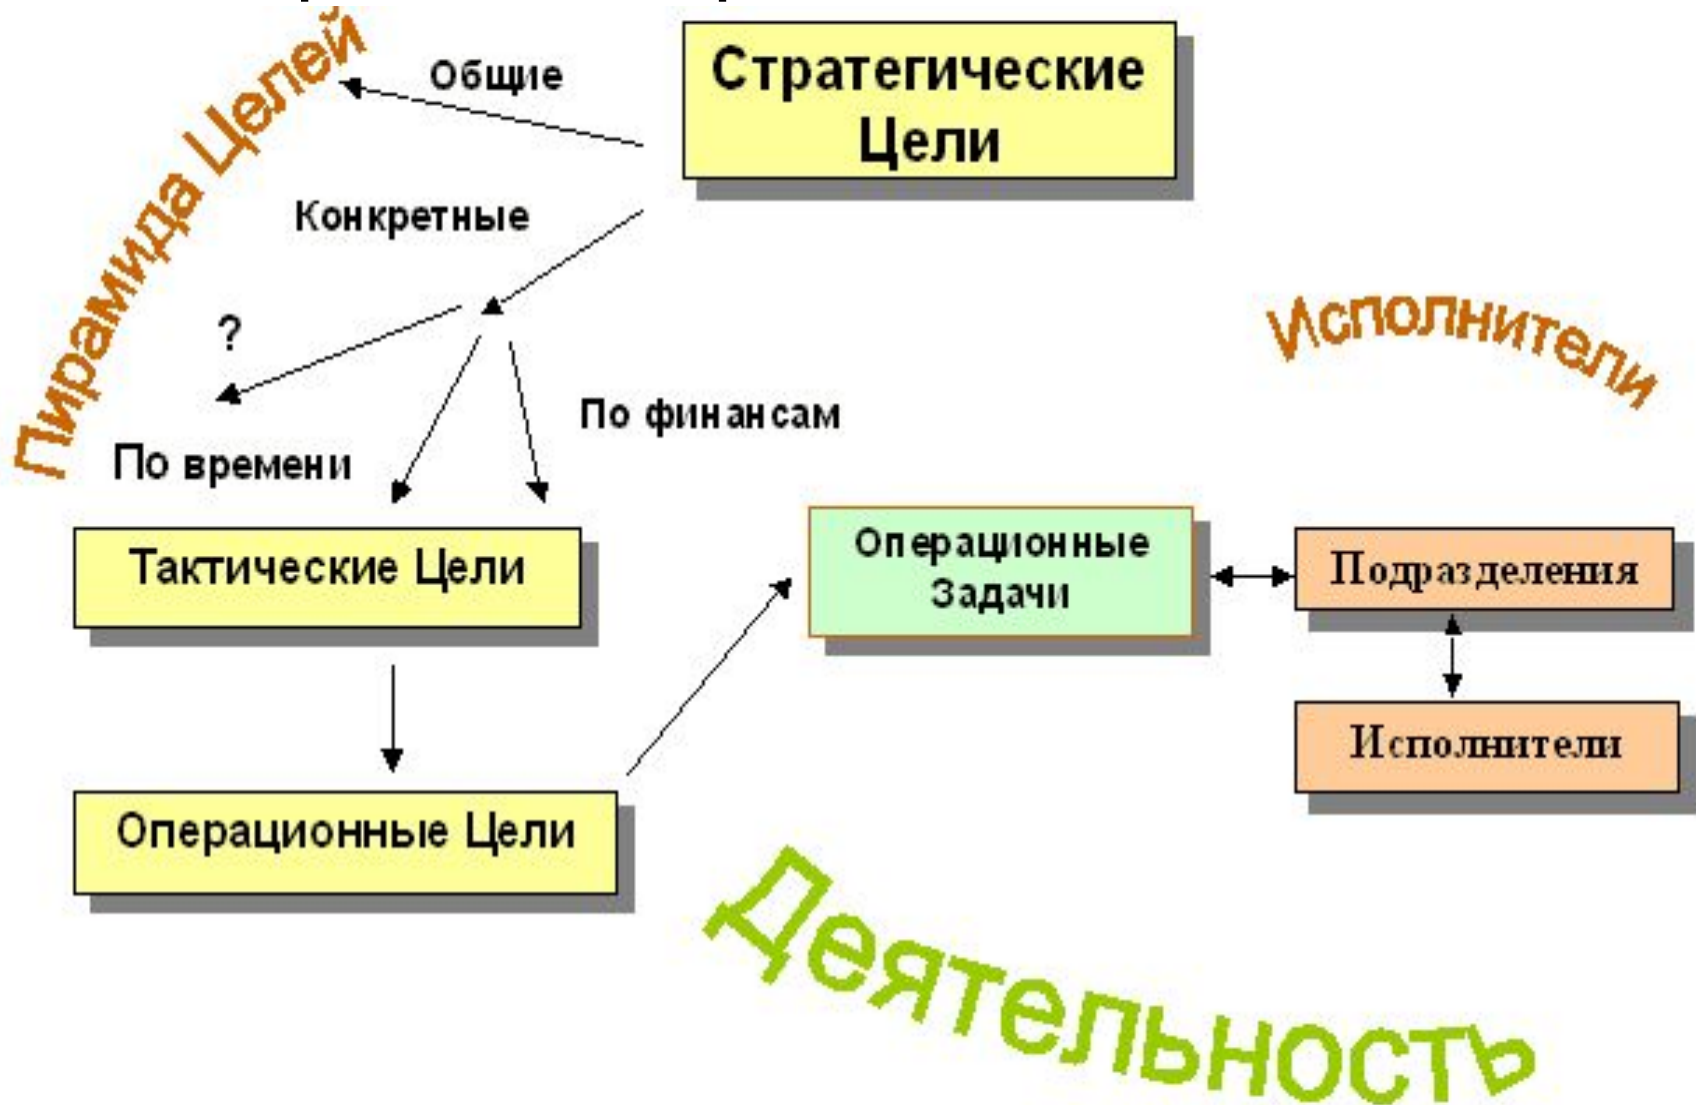 Пирамида Целей
Общие
Стратегические
Цели
Конкретные
?
Исполнители
По финансам
По времени
Тактические Цели
Операционные
Задачи
Подразделения
Исполнители
Операционные Цели
Деятельность